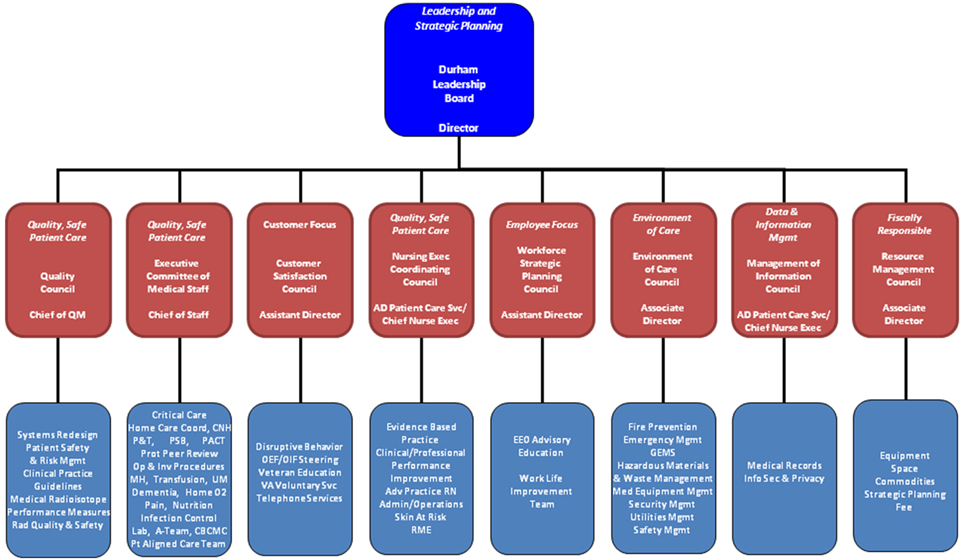 Leadership and
Strategic Planning
Durham
Leadership
Board
Director
Quality, Safe
Patient Care
Quality
Council
Chief of QM
Quality, Safe
Patient Care
Executive
Committee of
Medical Staff
Chief of Staff
Customer Focus
Customer
Satisfaction
Council
Assistant Director
Quality, Safe
Patient Care
Nursing Exec
Coordinating
Council
AD Patient Care Svc/
Chief Nurse Exec
Employee Focus
Workforce
Strategic
Planning
Council
Assistant Director
Environment
of Care
Environment
of Care
Council
Associate
Director
Data &
Information
Mgmt
Management of
Information
Council
AD Patient Care Svc/
Chief Nurse Exec
Fiscally
Responsible
Resource
Management
Council
Associate
Director
Systems Redesign
Patient Safety
& Risk Mgmt
Clinical Practice
Guidelines
Medical Radioisotope
Performance Measures
Rad Quality & Safety
Critical Care
Home Care Coord, CNH
P&T, PSB, PACT
Prot Peer Review
Op & Inv Procedures
MH, Transfusion, UM
Dementia, Home O2
Pain, Nutrition
Infection Control
Lab, A-Team, CBCMC
Pt Aligned Care Team
Disruptive Behavior
OEF/OIF Steering
Veteran Education
VA Voluntary Svc
Telephone Services
Evidence Based
Practice
Clinical/Professional
Performance
Improvement
Adv Practice RN
Admin/Operations
Skin At Risk
RME
EEO Advisory
Education
Work Life
Improvement
Team
Fire Prevention
Emergency Mgmt
GEMS
Hazardous Materials
& Waste Management
Med Equipment Mgmt
Security Mgmt
Utilities Mgmt
Safety Mgmt
Medical Records
Info Sec & Privacy
Equipment
Space
Commodities
Strategic Planning
Fee